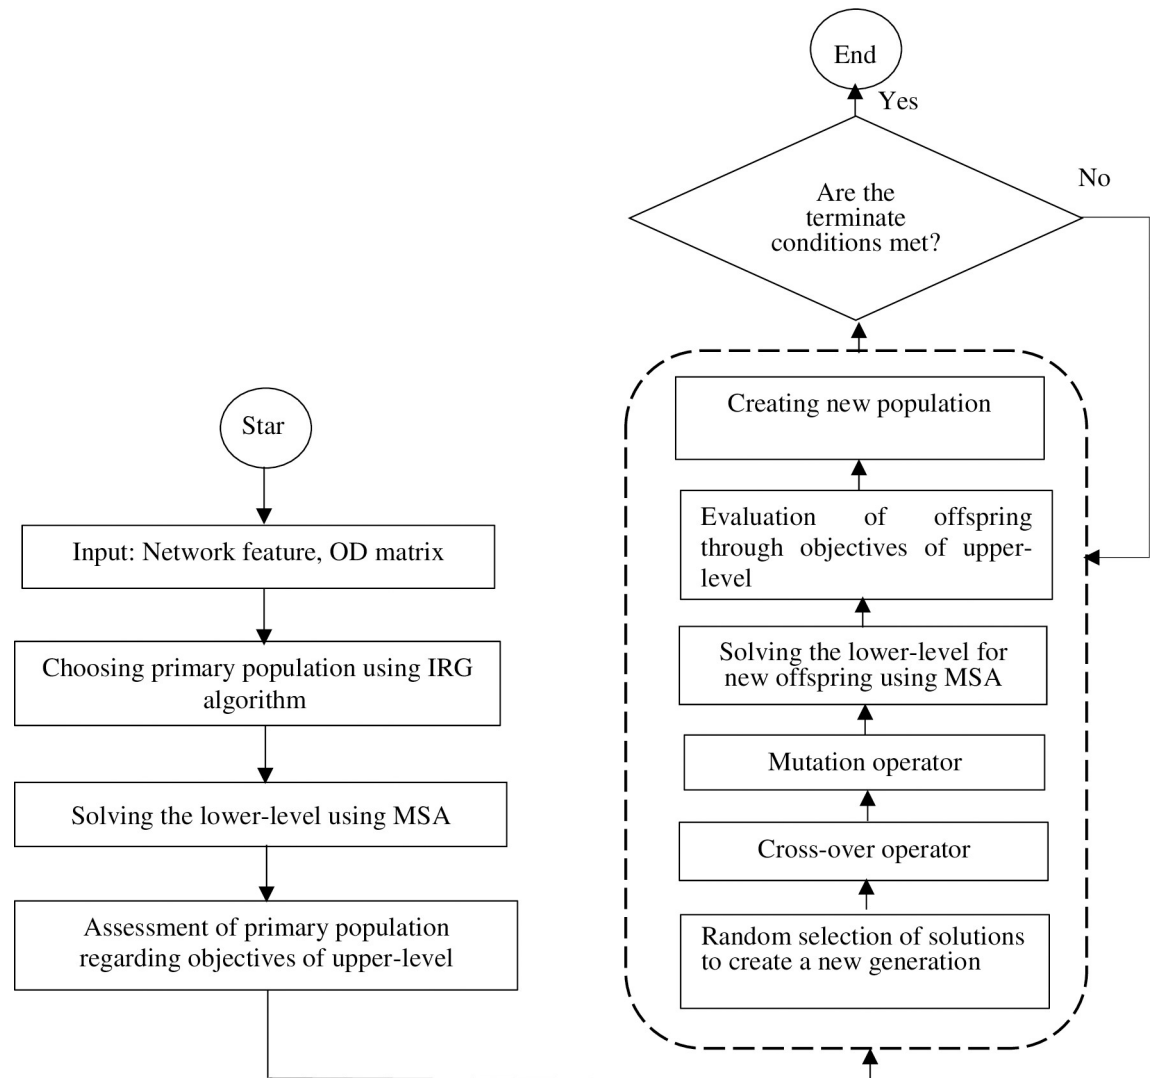 Star
Input: Network feature, OD matrix
Choosing primary population using IRG
algorithm
Solving the lower-level using MSA
Assessment of primary population
regarding objectives of upper-level
End
Yes
No
Are the
terminate
conditions met?
Creating new population
Evaluation of offspring
through objectives of upper-
level
Solving the lower-level for
new offspring using MSA
Mutation operator
Cross-over operator
Random selection of solutions
to create a new generation